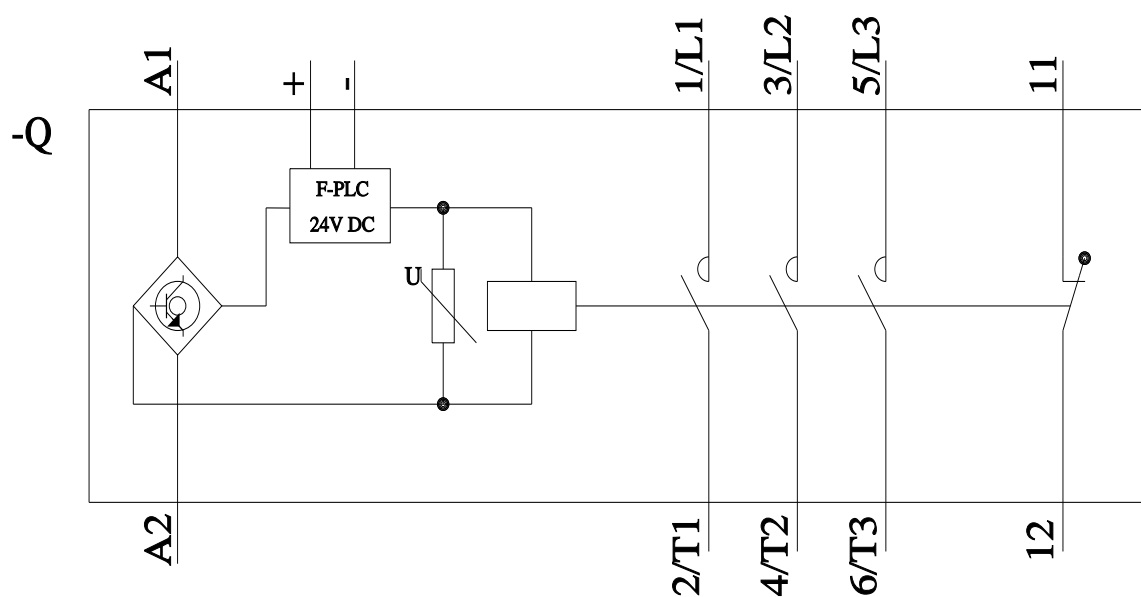 A1
+
-
1/L1
3/L2
5/L3
11
-Q
F-PLC
24V DC
U
A2
2/T1
4/T2
6/T3
12